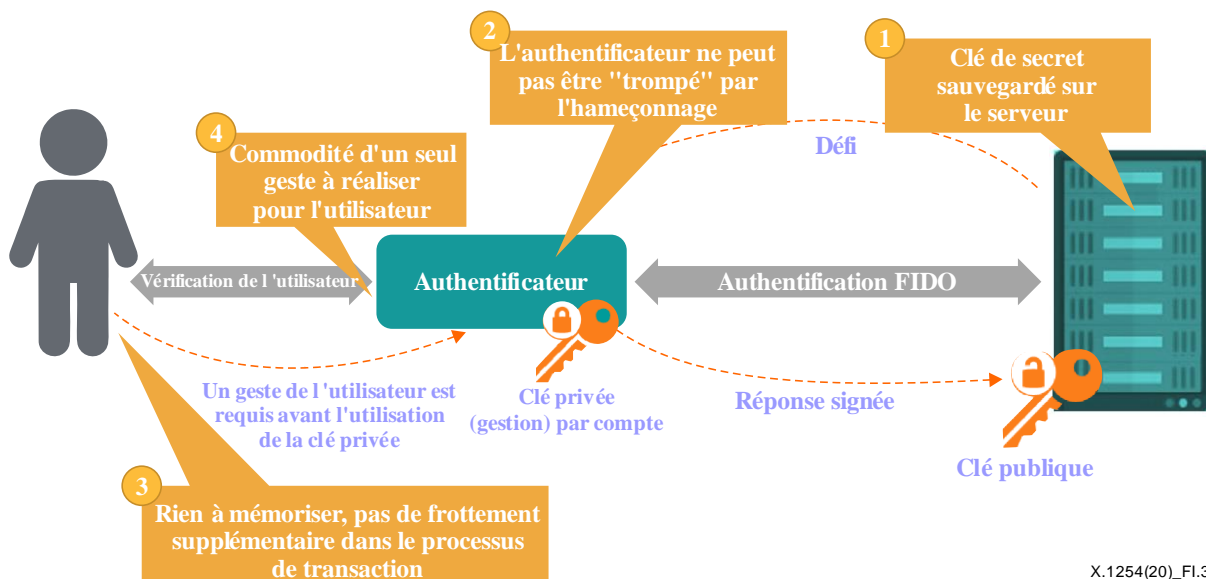 1
Clé de secret
sauvegardé sur
le serveur
2
L'authentificateur ne peut
pas être "trompé" par
l'hameçonnage
4
Commodité d'un seul
geste à réaliser
pour l'utilisateur
Défi
Vérification de l 'utilisateur
Authentificateur
Authentification FIDO
Un geste de l 'utilisateur est
requis avant l'utilisation
de la clé privée
Clé privée
(gestion) par compte
Réponse signée
Clé publique
3
Rien à mémoriser, pas de frottement
supplémentaire dans le processus
de transaction
X.1254(20)_FI.3